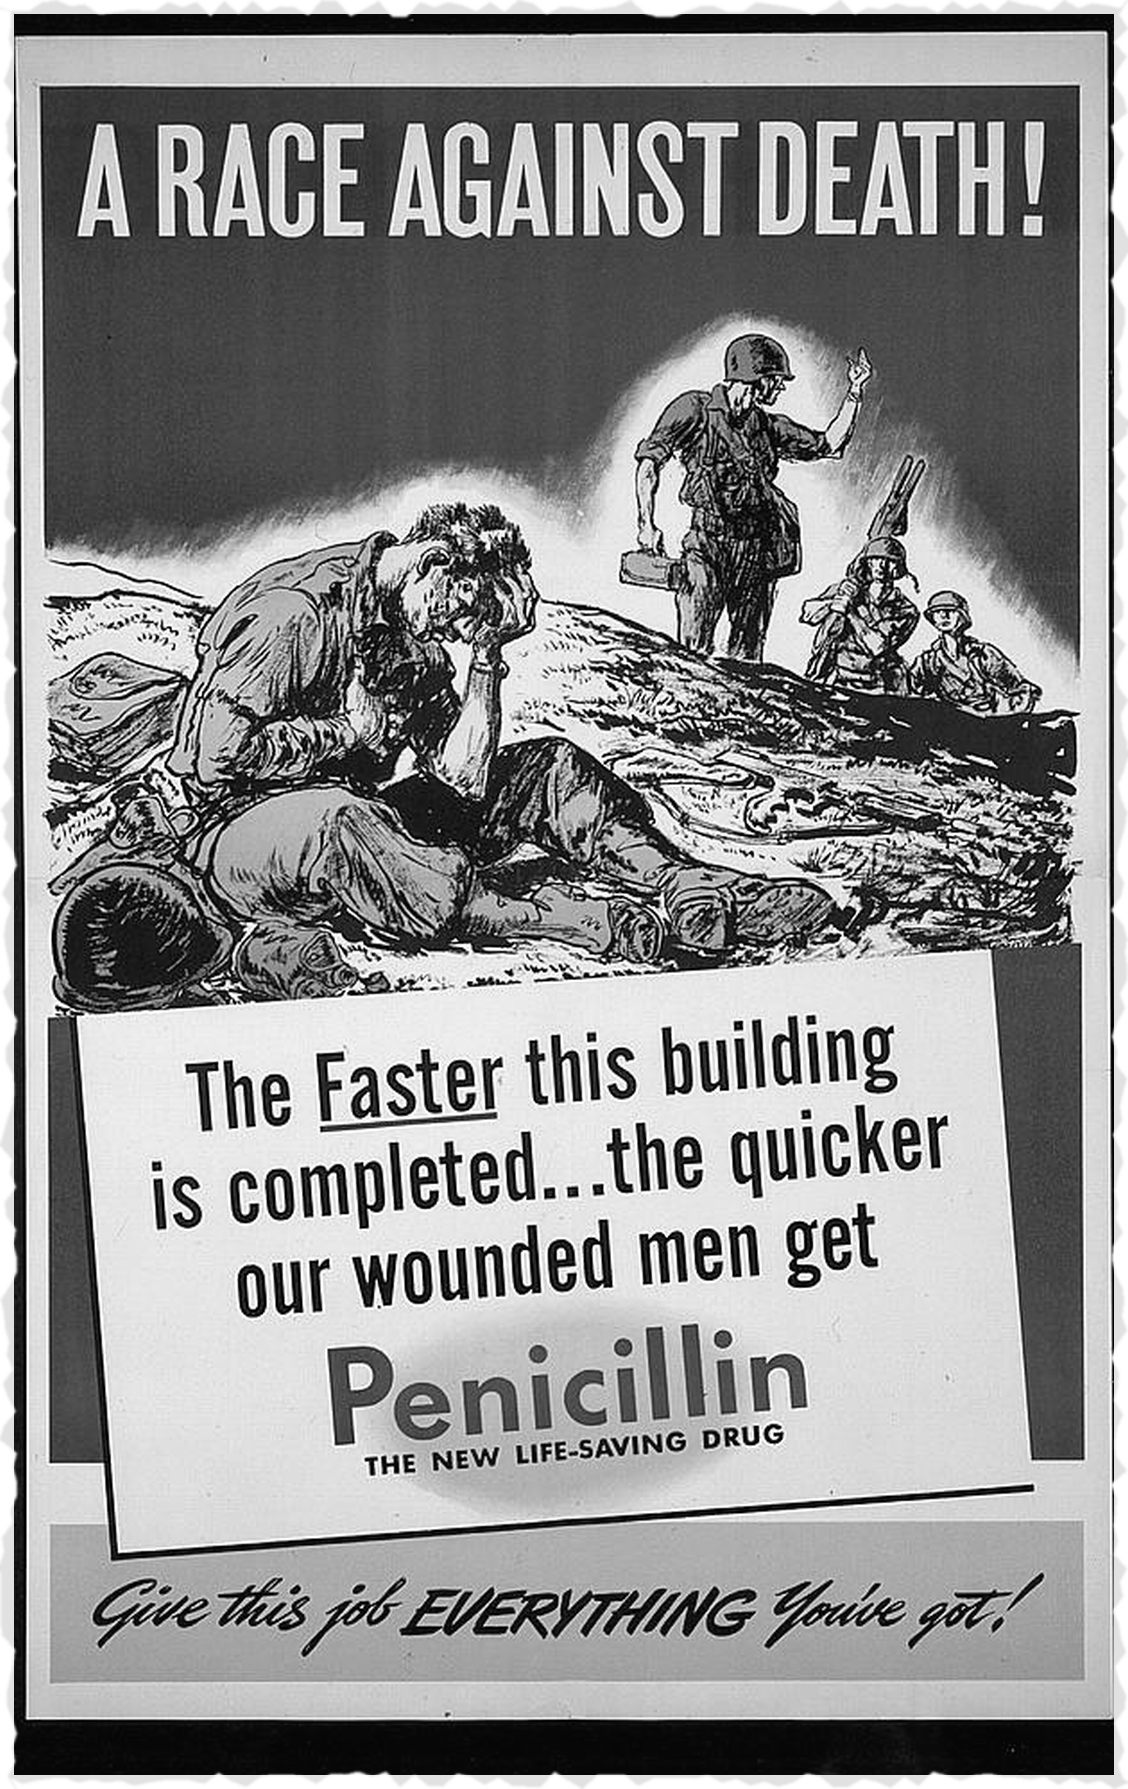 A RACE AGAINST DEATH!
The Faster this building
is completed...the quicker
our wounded men get
Penicillin
THE NEW LIFE-SAVING DRUG
Give this job EVERYTHING You've got!